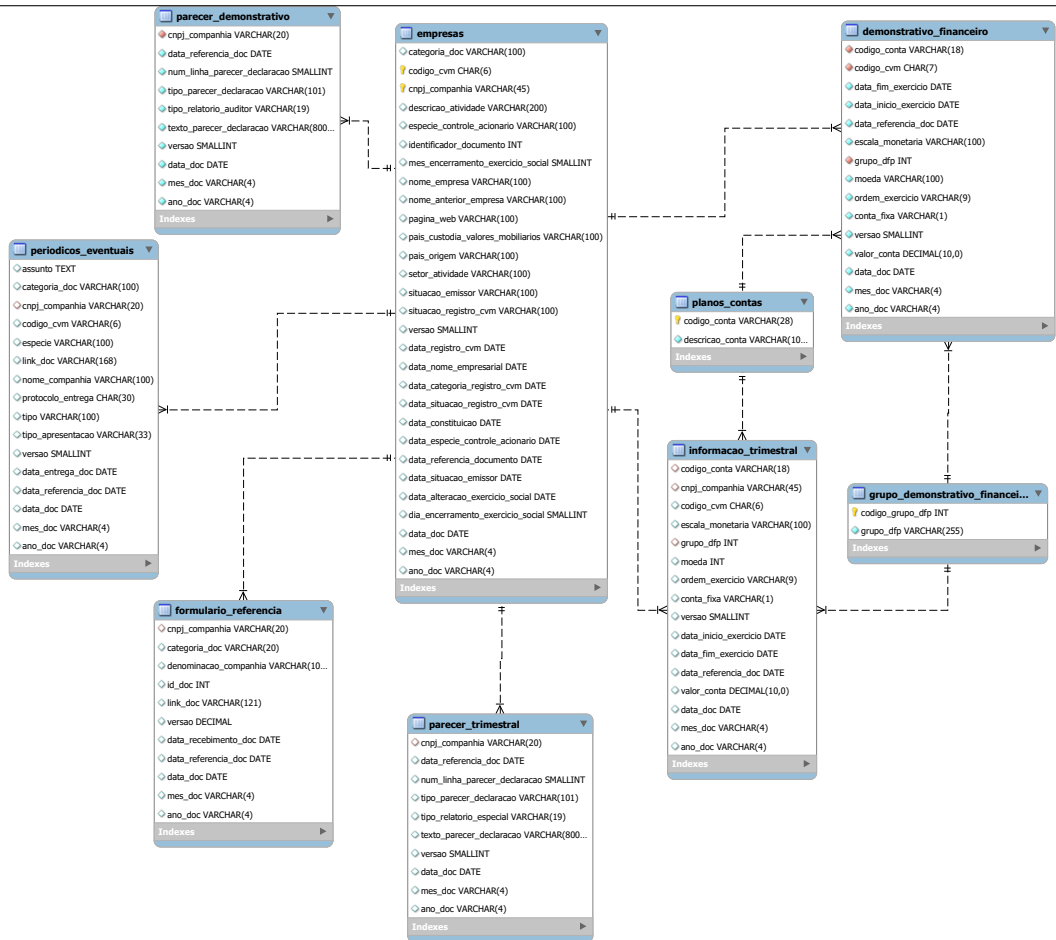 parecer_demonstrativo
cnpj_companhia VARCHAR(20)
data_referencia_doc DATE
num_linha_parecer_declaracao SMALLINT
tipo_parecer_declaracao VARCHAR(101)
tipo_relatorio_auditor VARCHAR(19)
texto_parecer_declaracao VARCHAR(800...
versao SMALLINT
data_doc DATE
mes_doc VARCHAR(4)
ano_doc VARCHAR(4)
Indexes
empresas
categoria_doc VARCHAR(100)
codigo_cvm CHAR(6)
cnpj_companhia VARCHAR(45)
descricao_atividade VARCHAR(200)
especie_controle_acionario VARCHAR(100)
identificador_documento INT
mes_encerramento_exercicio_social SMALLINT
nome_empresa VARCHAR(100)
nome_anterior_empresa VARCHAR(100)
pagina_web VARCHAR(100)
pais_custodia_valores_mobiliarios VARCHAR(100)
pais_origem VARCHAR(100)
setor_atividade VARCHAR(100)
situacao_emissor VARCHAR(100)
situacao_registro_cvm VARCHAR(100)
versao SMALLINT
data_registro_cvm DATE
data_nome_empresarial DATE
data_categoria_registro_cvm DATE
data_situacao_registro_cvm DATE
data_constituicao DATE
data_especie_controle_acionario DATE
data_referencia_documento DATE
data_situacao_emissor DATE
data_alteracao_exercicio_social DATE
dia_encerramento_exercicio_social SMALLINT
data_doc DATE
mes_doc VARCHAR(4)
ano_doc VARCHAR(4)
Indexes
demonstrativo_financeiro
codigo_conta VARCHAR(18)
codigo_cvm CHAR(7)
data_fim_exercicio DATE
data_inicio_exercicio DATE
data_referencia_doc DATE
escala_monetaria VARCHAR(100)
grupo_dfp INT
moeda VARCHAR(100)
ordem_exercicio VARCHAR(9)
conta_fixa VARCHAR(1)
versao SMALLINT
valor_conta DECIMAL(10,0)
data_doc DATE
mes_doc VARCHAR(4)
ano_doc VARCHAR(4)
Indexes
periodicos_eventuais
assunto TEXT
categoria_doc VARCHAR(100)
cnpj_companhia VARCHAR(20)
codigo_cvm VARCHAR(6)
especie VARCHAR(100)
link_doc VARCHAR(168)
nome_companhia VARCHAR(100)
protocolo_entrega CHAR(30)
tipo VARCHAR(100)
tipo_apresentacao VARCHAR(33)
versao SMALLINT
data_entrega_doc DATE
data_referencia_doc DATE
data_doc DATE
mes_doc VARCHAR(4)
ano_doc VARCHAR(4)
Indexes
planos_contas
codigo_conta VARCHAR(28)
descricao_conta VARCHAR(10...
Indexes
informacao_trimestral
codigo_conta VARCHAR(18)
cnpj_companhia VARCHAR(45)
codigo_cvm CHAR(6)
escala_monetaria VARCHAR(100)
grupo_dfp INT
moeda INT
ordem_exercicio VARCHAR(9)
conta_fixa VARCHAR(1)
versao SMALLINT
data_inicio_exercicio DATE
data_fim_exercicio DATE
data_referencia_doc DATE
valor_conta DECIMAL(10,0)
data_doc DATE
mes_doc VARCHAR(4)
ano_doc VARCHAR(4)
Indexes
grupo_demonstrativo_financei...
codigo_grupo_dfp INT
grupo_dfp VARCHAR(255)
Indexes
formulario_referencia
cnpj_companhia VARCHAR(20)
categoria_doc VARCHAR(20)
denominacao_companhia VARCHAR(10...
id_doc INT
link_doc VARCHAR(121)
versao DECIMAL
data_recebimento_doc DATE
data_referencia_doc DATE
data_doc DATE
mes_doc VARCHAR(4)
ano_doc VARCHAR(4)
Indexes
parecer_trimestral
cnpj_companhia VARCHAR(20)
data_referencia_doc DATE
num_linha_parecer_declaracao SMALLINT
tipo_parecer_declaracao VARCHAR(101)
tipo_relatorio_especial VARCHAR(19)
texto_parecer_declaracao VARCHAR(800...
versao SMALLINT
data_doc DATE
mes_doc VARCHAR(4)
ano_doc VARCHAR(4)
Indexes